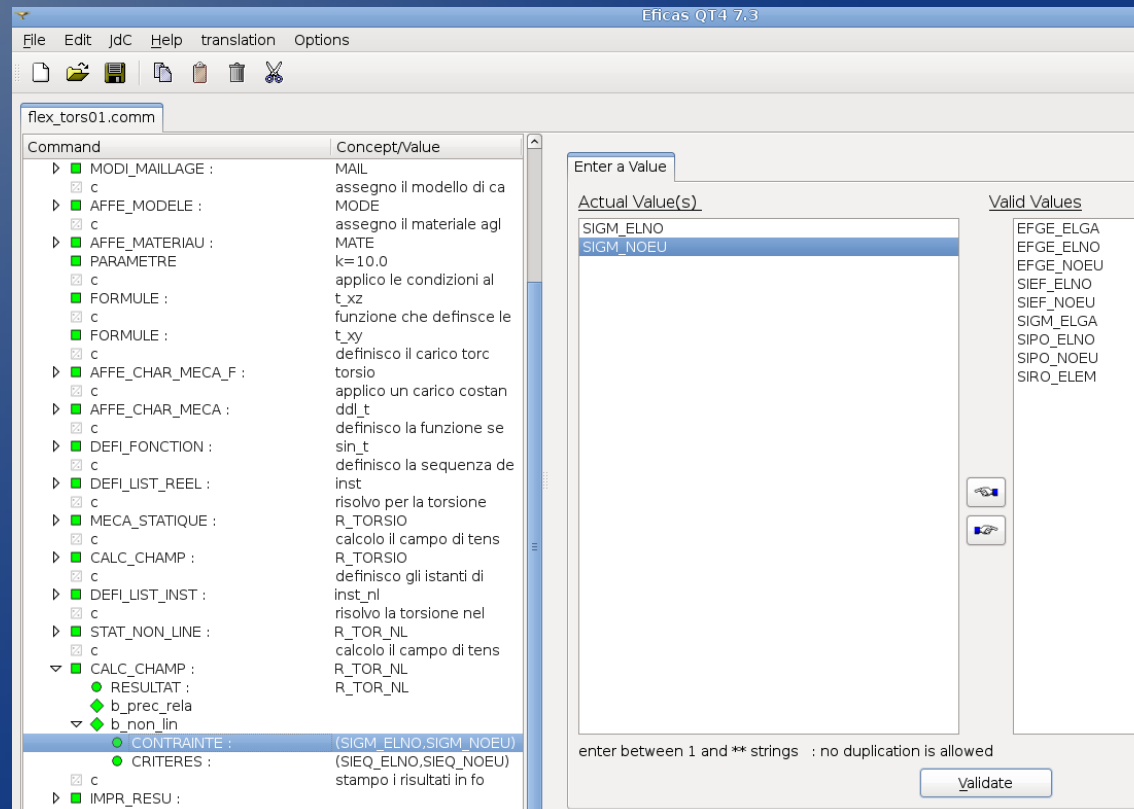 Eficas QT4 7.3
File Edit JdC Help translation Options
flex_tors01.comm
Command Concept/Value
MODI_MAILLAGE : MAIL
c assegno il modello di ca
AFFE_MODELE : MODE
c assegno il materiale agl
AFFE_MATERIAU : MATE
PARAMETRE k=10.0
c applico le condizioni al
FORMULE : t_xz
c funzione che definsce le
FORMULE : t_xy
c definisco il carico torc
AFFE_CHAR_MECA_F : torsio
c applico un carico costan
AFFE_CHAR_MECA : ddl_t
c definisco la funzione se
DEFI_FONCTION : sin_t
c definisco la sequenza de
DEFI_LIST_REEL : inst
c risolvo per la torsione
MECA_STATIQUE : R_TORSIO
c calcolo il campo di tens
CALC_CHAMP : R_TORSIO
c definisco gli istanti di
DEFI_LIST_INST : inst_nl
c risolvo la torsione nel
STAT_NON_LINE : R_TOR_NL
c calcolo il campo di tens
CALC_CHAMP : R_TOR_NL
RESULTAT : R_TOR_NL
b_prec_rela
b_non_lin
CONTRAINTE : (SIGM_ELNO,SIGM_NOEU)
CRITERES : (SIEQ_ELNO,SIEQ_NOEU)
c stampo i risultati in fo
IMPR_RESU :
Enter a Value
Actual Value(s)
SIGM_ELNO
SIGM_NOEU
Valid Values
EFGE_ELGA
EFGE_ELNO
EFGE_NOEU
SIEF_ELNO
SIEF_NOEU
SIGM_ELGA
SIPO_ELNO
SIPO_NOEU
SIRO_ELEM
enter between 1 and ** strings : no duplication is allowed
Validate